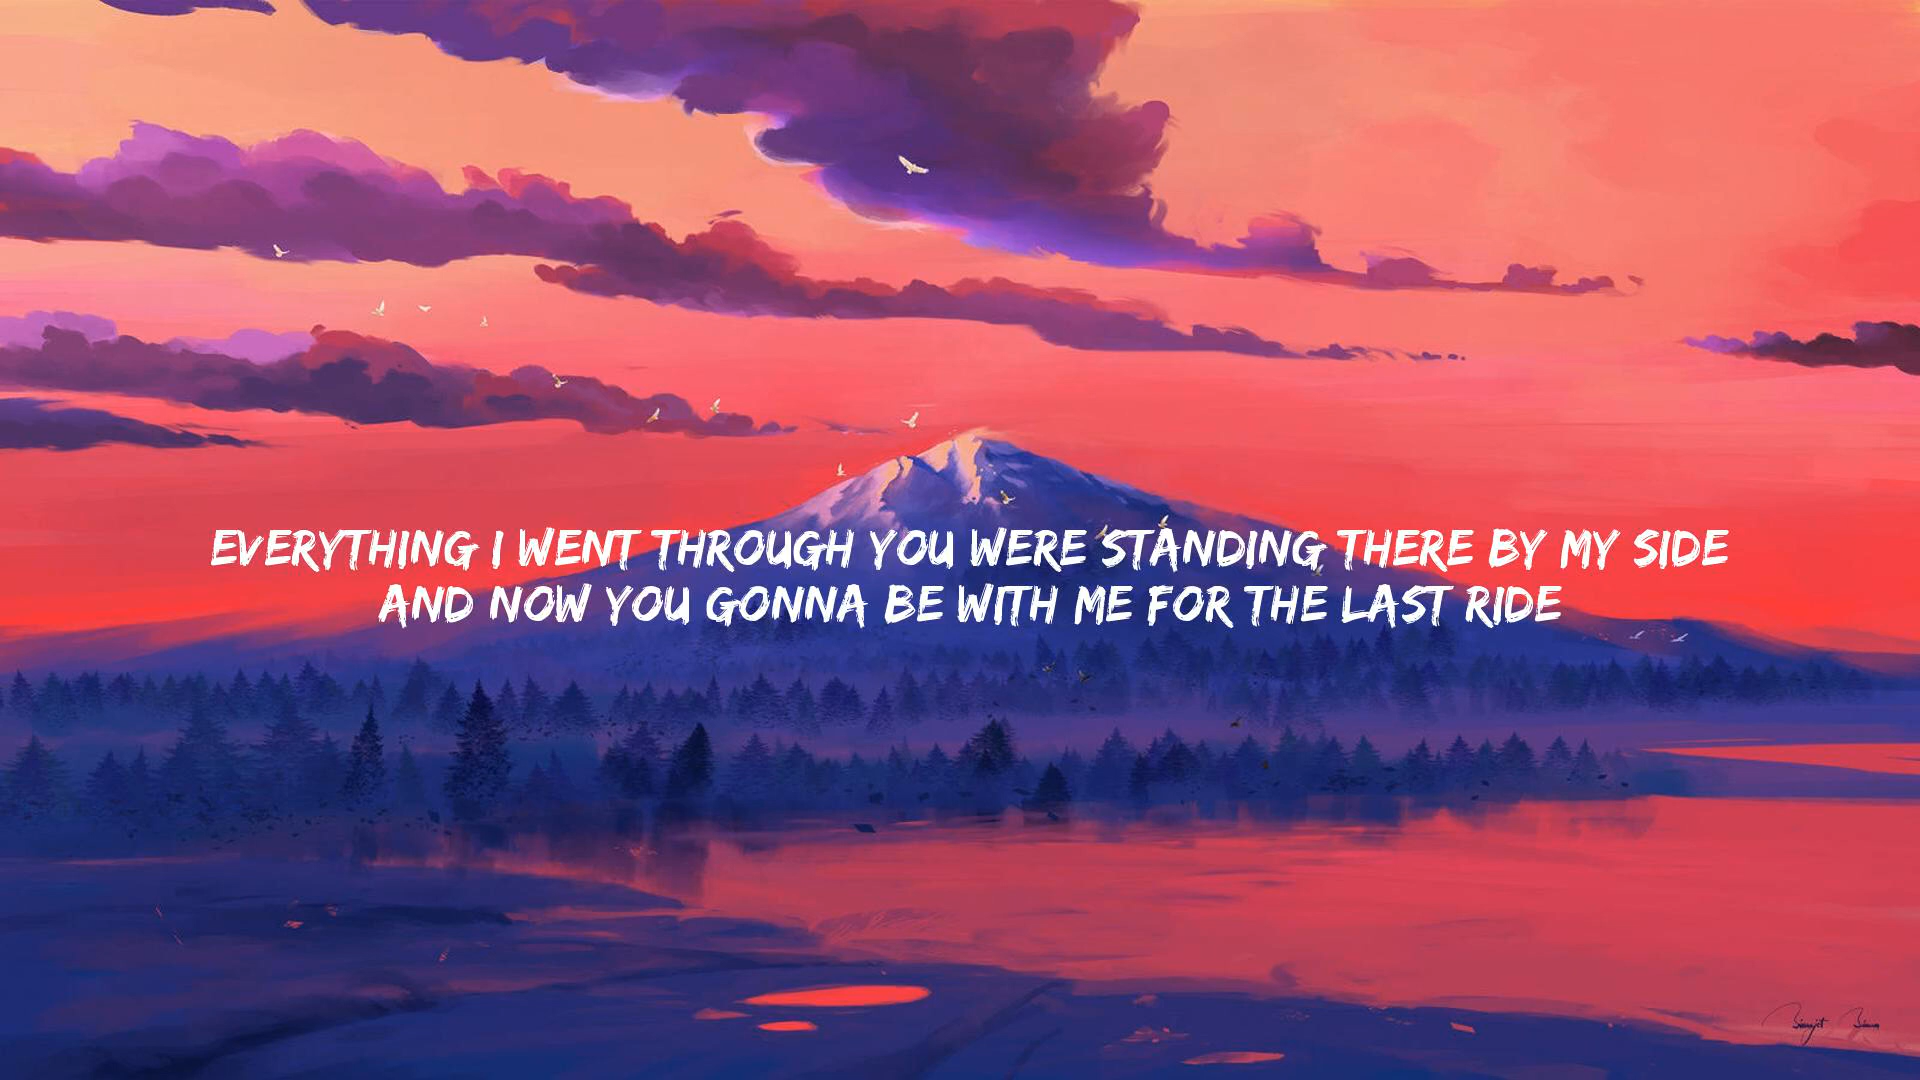 EVERYTHING I WENT THROUGH YOU WERE STANDING THERE BY MY SIDE
AND NOW YOU GONNA BE WITH ME FOR THE LAST RIDE